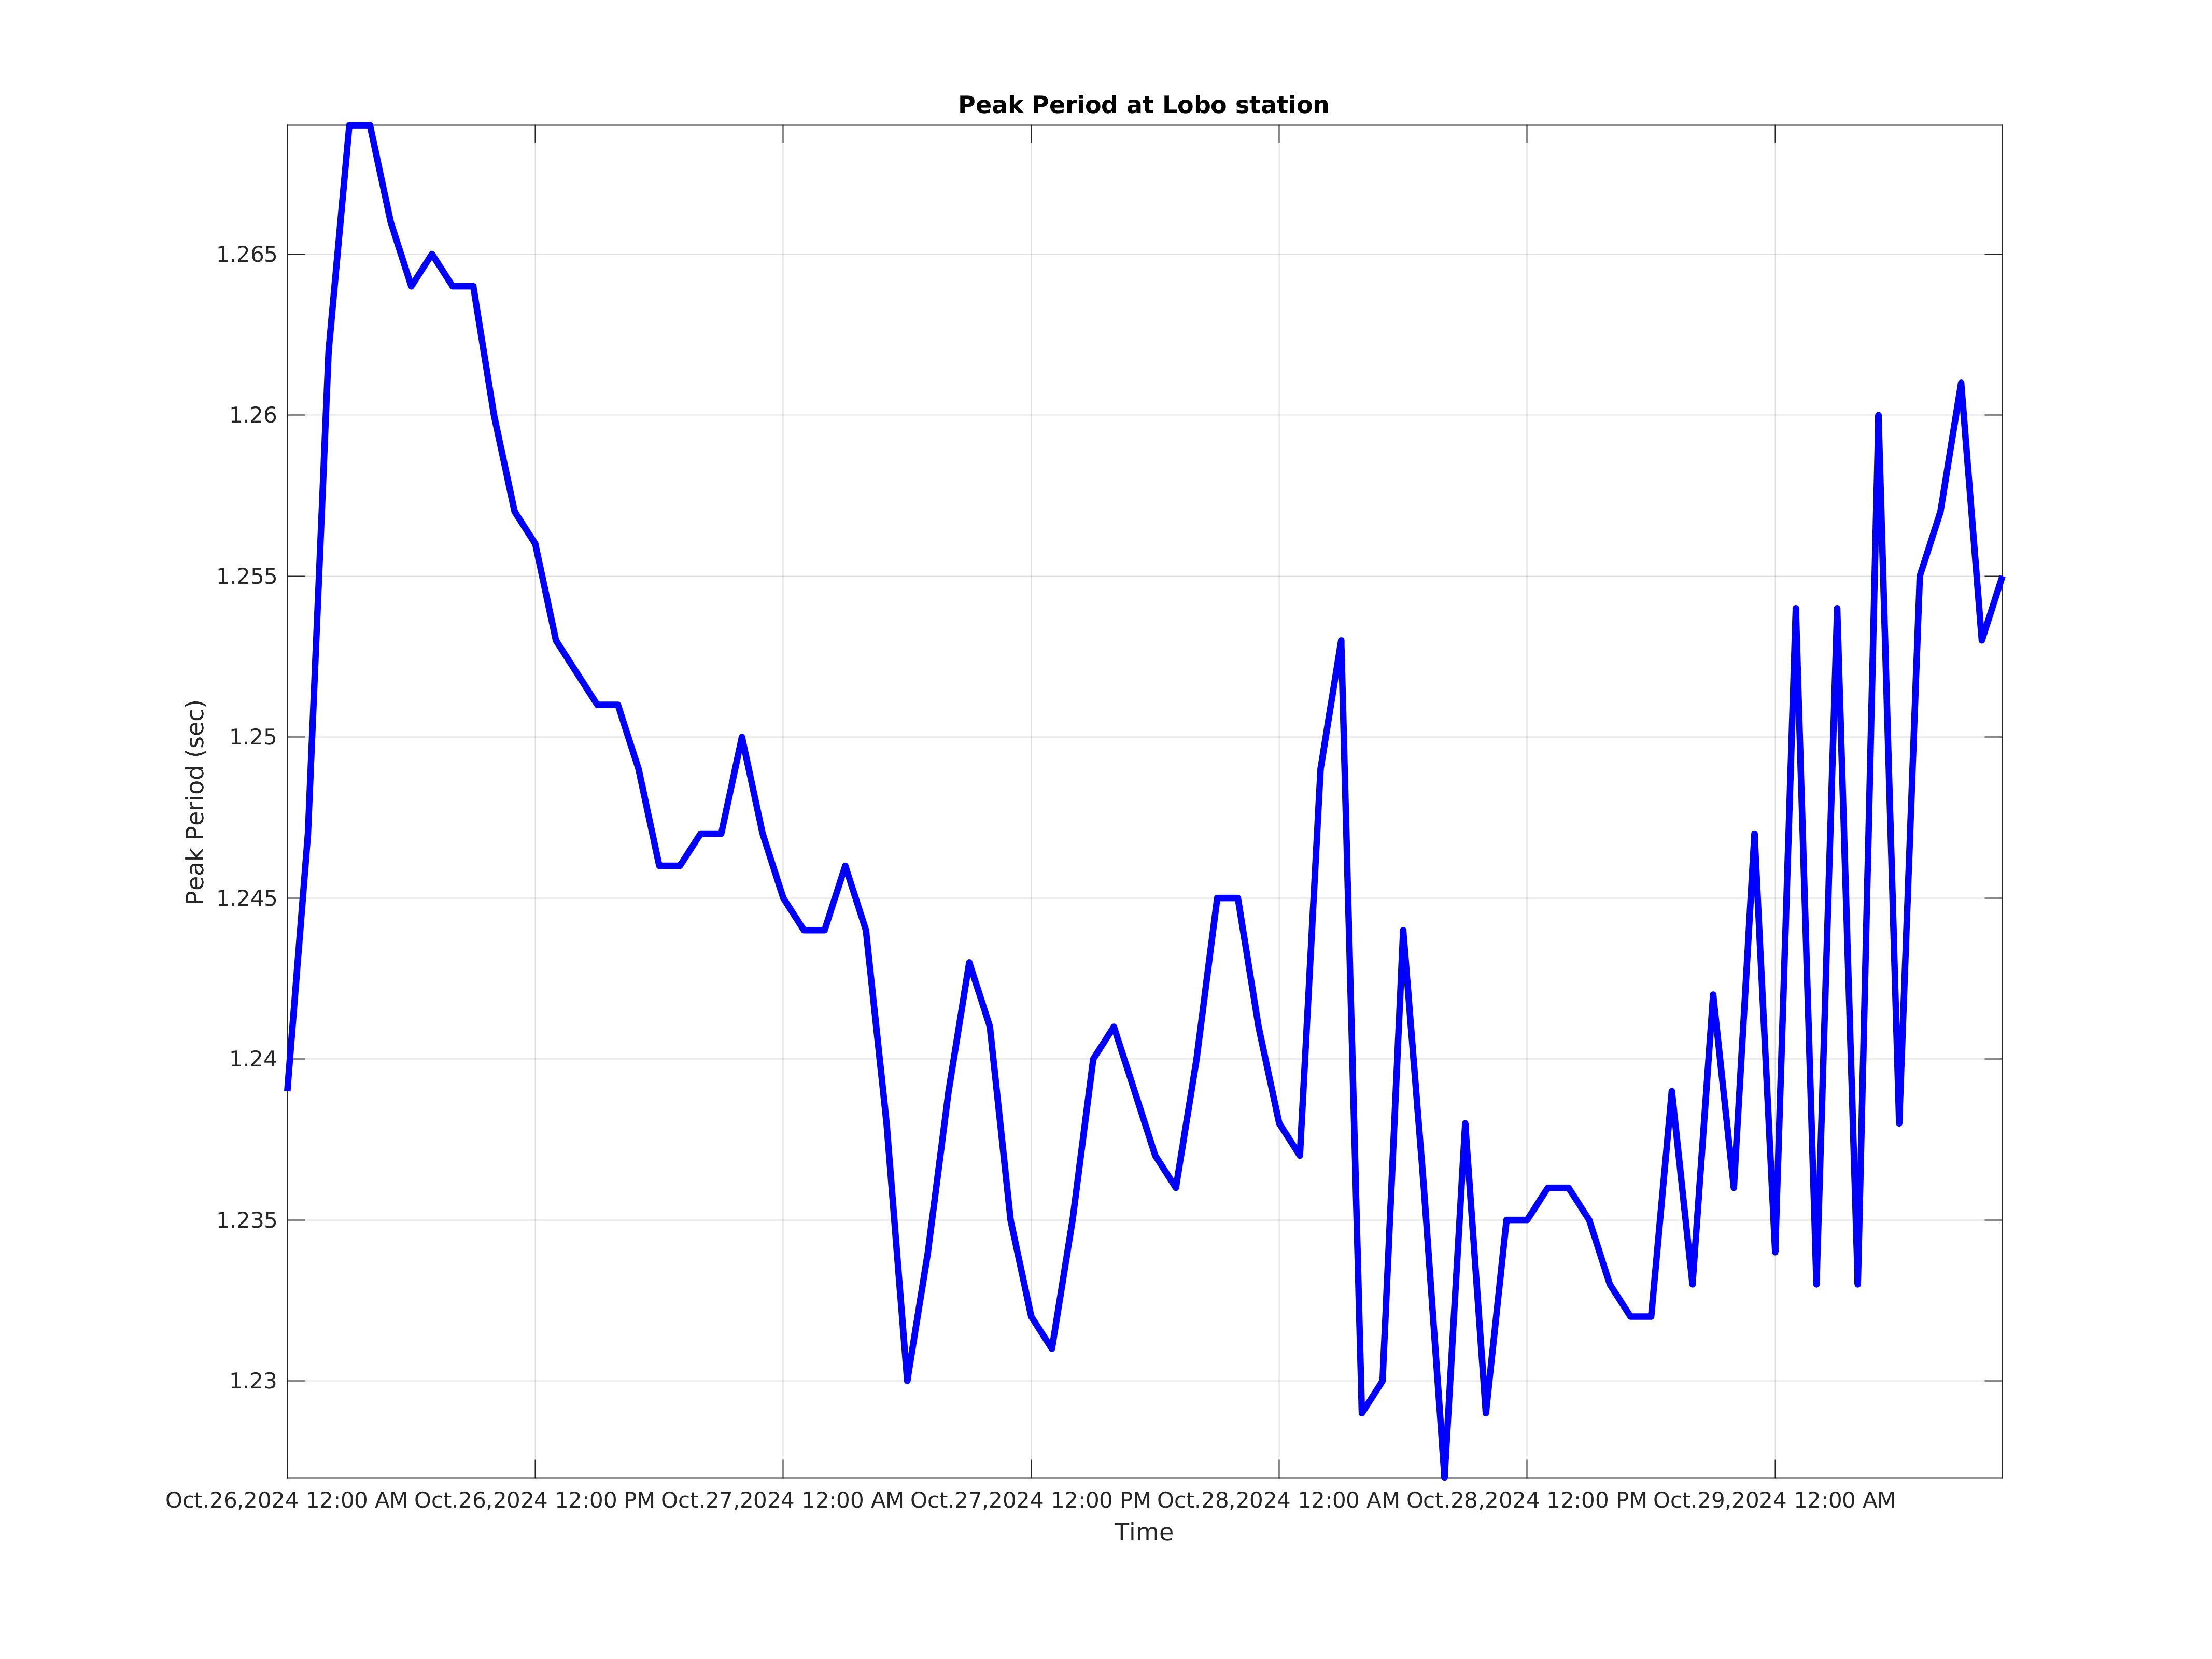 Peak Period at Lobo station
Peak Period (sec)
1.265
1.26
1.255
1.25
1.245
1.24
1.235
1.23
Oct.26,2024 12:00 AM Oct.26,2024 12:00 PM Oct.27,2024 12:00 AM Oct.27,2024 12:00 PM Oct.28,2024 12:00 AM Oct.28,2024 12:00 PM Oct.29,2024 12:00 AM
Time